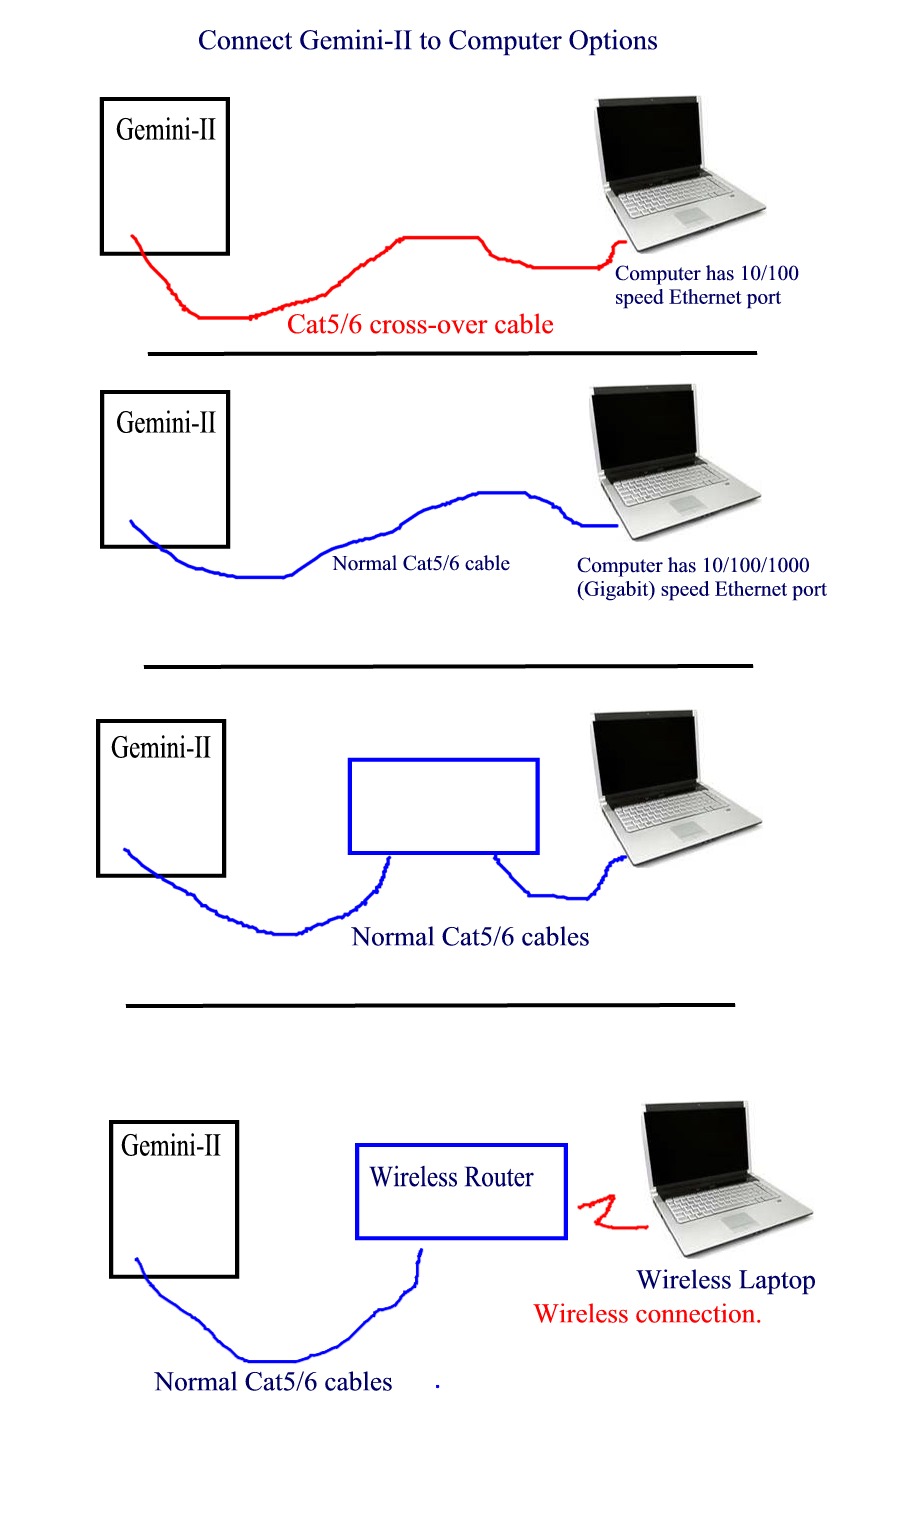 Connect Gemini-II to Computer Options
Gemini-II
Computer has 10/100
speed Ethernet port
Cat5/6 cross-over cable
Gemini-II
Normal Cat5/6 cable
Computer has 10/100/1000
(Gigabit) speed Ethernet port
Gemini-II
Normal Cat5/6 cables
Gemini-II
Wireless Router
Wireless Laptop
Wireless connection.
Normal Cat5/6 cables .